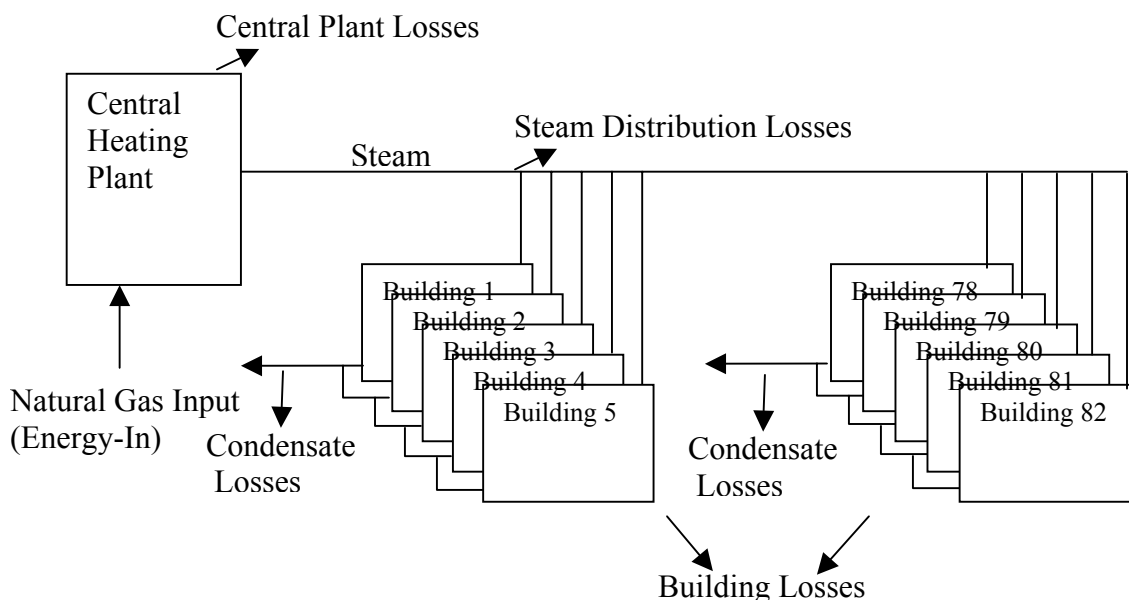 Central Plant Losses
Central
Heating
Plant
Steam Distribution Losses
Steam
Building 1
Building 2
Building 3
Building 4
Building 5
Building 78
Building 79
Building 80
Building 81
Building 82
Natural Gas Input
(Energy-In)
Condensate
Losses
Condensate
Losses
Building Losses